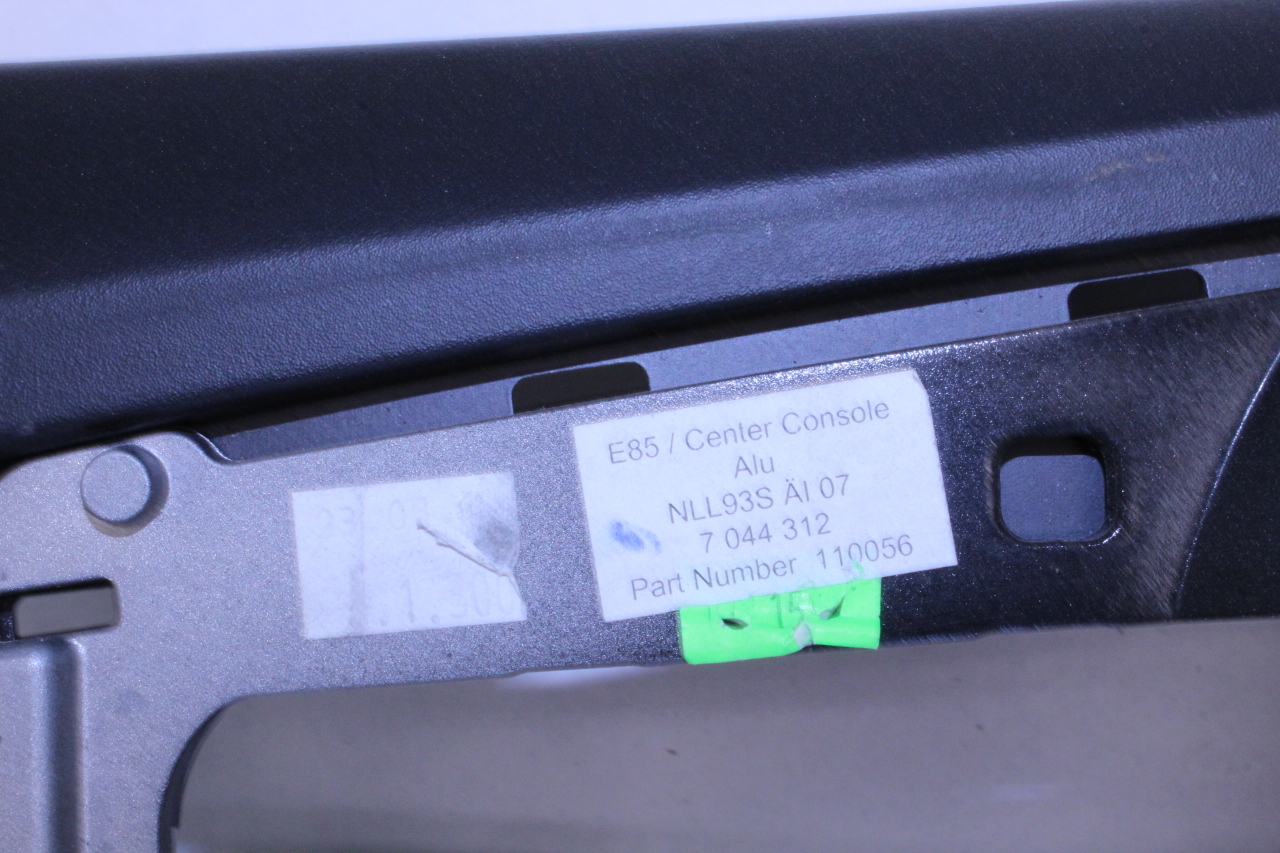 E85 / Center Console
Alu
NLL93S ÄI 07
7 044 312
Part Number 110056